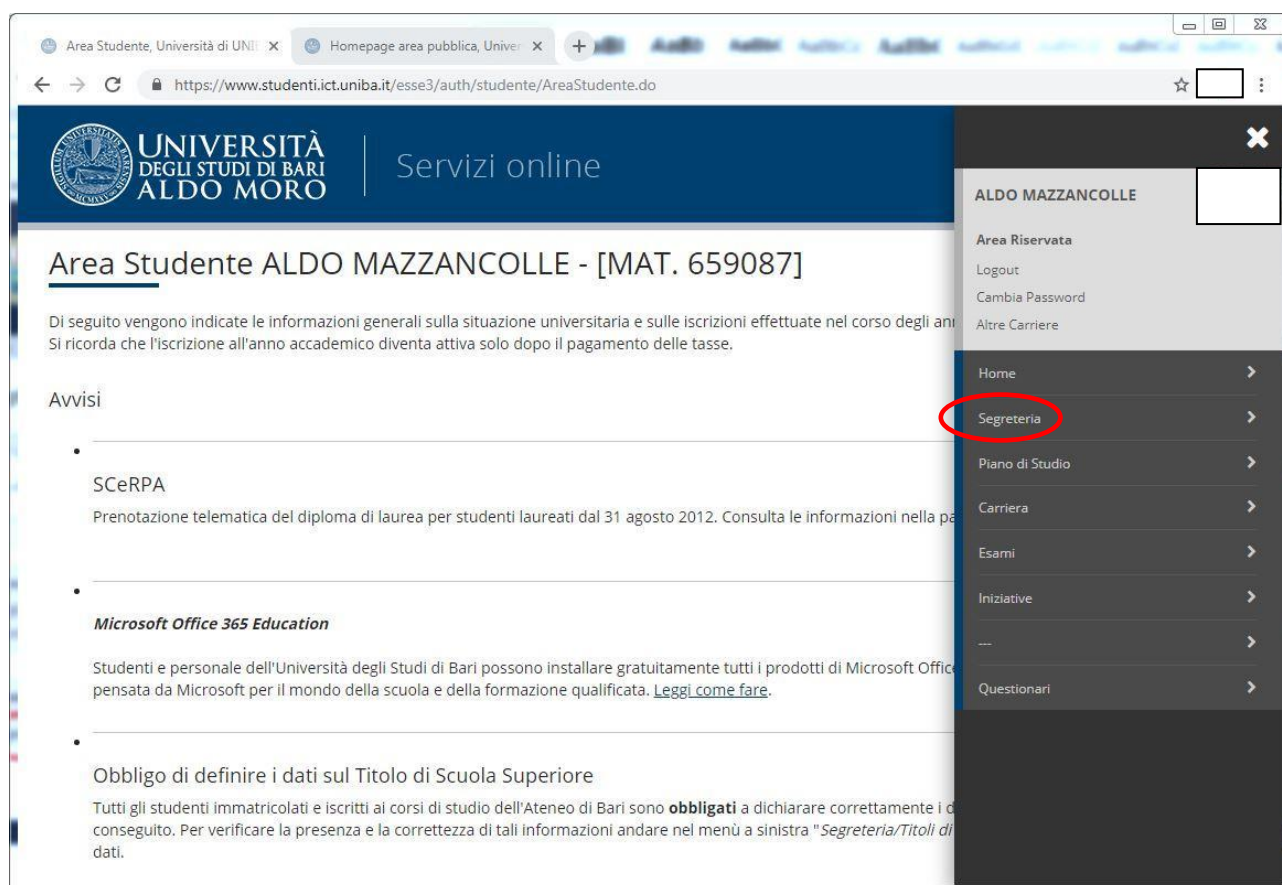 Area Studente, Università di UNI
Homepage area pubblica, Univer
https://www.studenti.ict.uniba.it/esse3/auth/studente/AreaStudente.do
UNIVERSITÀ
DEGLI STUDI DI BARI
ALDO MORO
Servizi online
ALDO MAZZANCOLLE
Area Riservata
Logout
Cambia Password
Altre Carriere
Home
Segreteria
Piano di Studio
Carriera
Esami
Iniziative
---
Questionari
Area Studente ALDO MAZZANCOLLE - [MAT. 659087]
Di seguito vengono indicate le informazioni generali sulla situazione universitaria e sulle iscrizioni effettuate nel corso degli
Si ricorda che l'iscrizione all'anno accademico diventa attiva solo dopo il pagamento delle tasse.
Avvisi
SCeRPA
Prenotazione telematica del diploma di laurea per studenti laureati dal 31 agosto 2012. Consulta le informazioni nella
Microsoft Office 365 Education
Studenti e personale dell'Università degli Studi di Bari possono installare gratuitamente tutti i prodotti di Microsoft
pensata da Microsoft per il mondo della scuola e della formazione qualificata. Leggi come fare.
Obbligo di definire i dati sul Titolo di Scuola Superiore
Tutti gli studenti immatricolati e iscritti ai corsi di studio dell'Ateneo di Bari sono obbligati a dichiarare correttamente i
conseguito. Per verificare la presenza e la correttezza di tali informazioni andare nel menù a sinistra "Segreteria/Titoli di
dati.